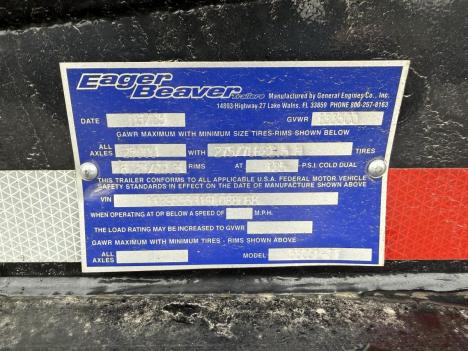 Eager
Beaver trailers Manufactured by General Engines Co., Inc.
14893 Highway 27 Lake Wales, FL 33859 PHONE 800-257-8163
DATE GVWR
GAWR MAXIMUM WITH MINIMUM SIZE TIRES-RIMS SHOWN BELOW
ALL AXLES WITH TIRES
RIMS AT P.S.I. COLD DUAL
THIS TRAILER CONFORMS TO ALL APPLICABLE U.S.A. FEDERAL MOTOR VEHICLE
SAFETY STANDARDS IN EFFECT ON THE DATE OF MANUFACTURE SHOWN ABOVE
VIN
WHEN OPERATING AT OR BELOW A SPEED OF M.P.H.
THE LOAD RATING MAY BE INCREASED TO GVWR
GAWR MAXIMUM WITH MINIMUM TIRES - RIMS SHOWN ABOVE
ALL AXLES MODEL